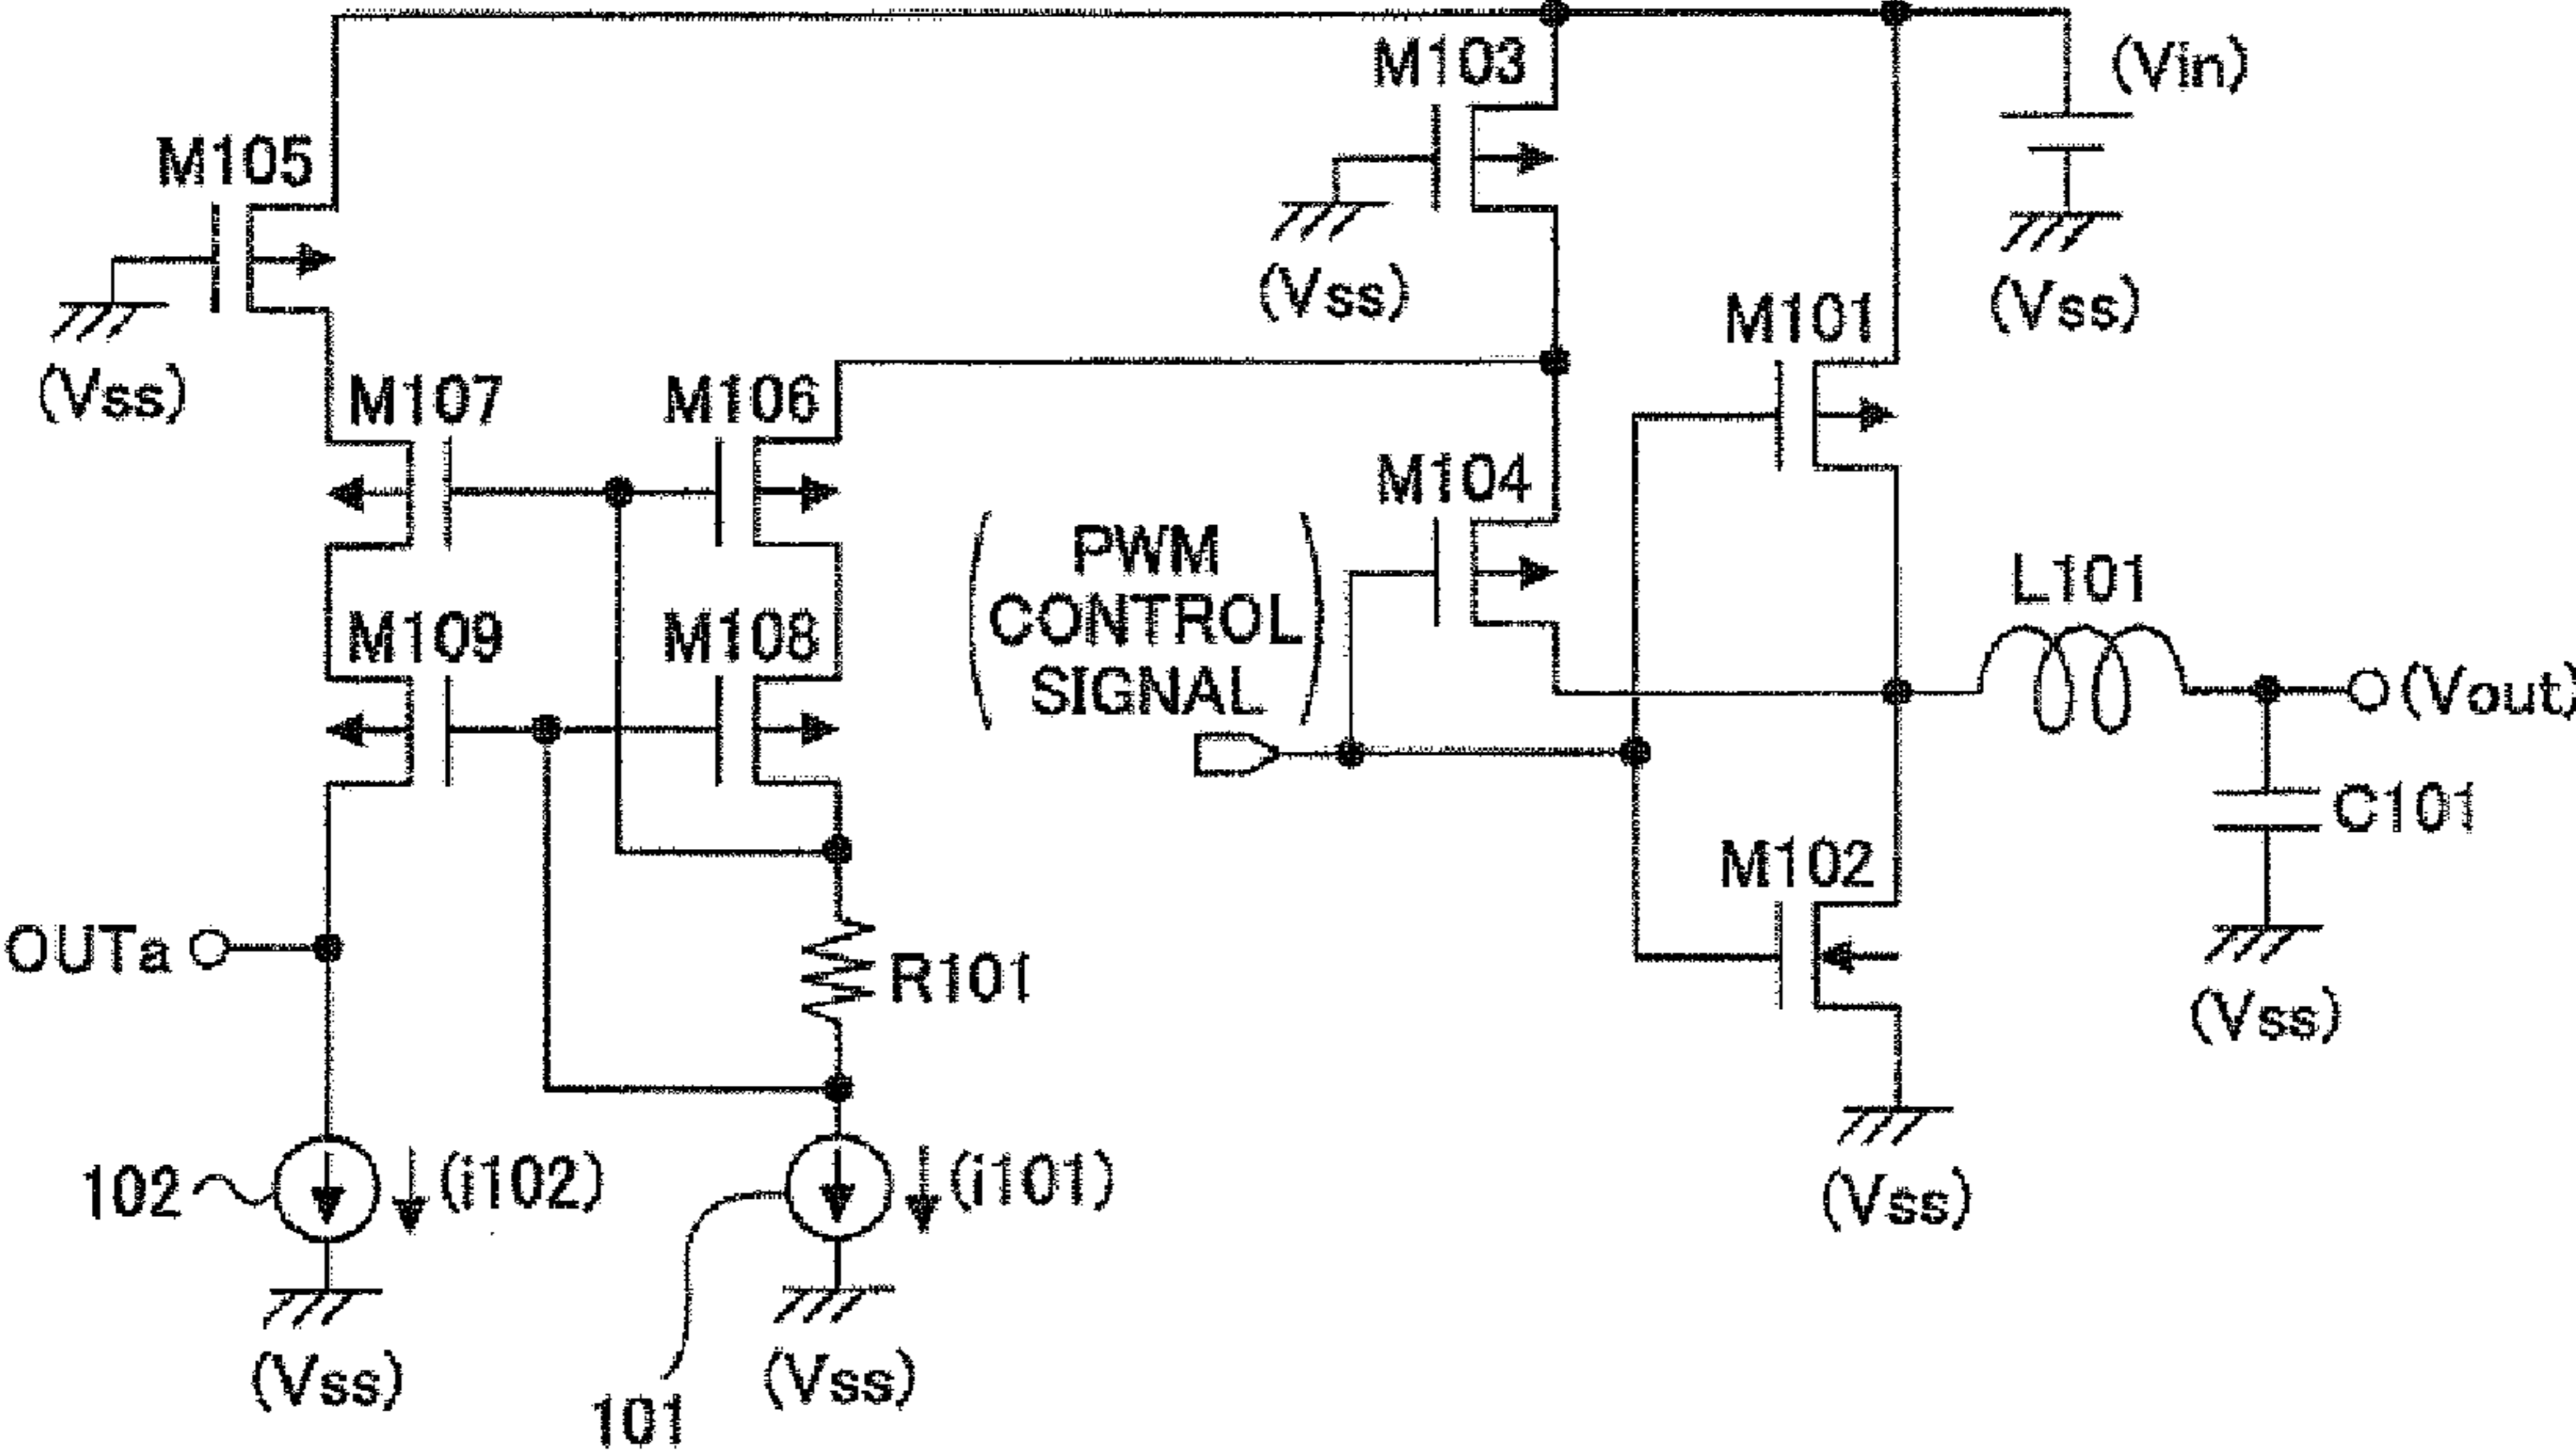 (Vin)
M103
M105
(Vss)
(Vss)
M101
(Vss)
M107
M106
M104
PWM
CONTROL
SIGNAL
L101
M109
M108
(Vout)
C101
M102
OUTa
R101
(Vss)
102
(i102)
(i101)
(Vss)
(Vss)
(Vss)
101